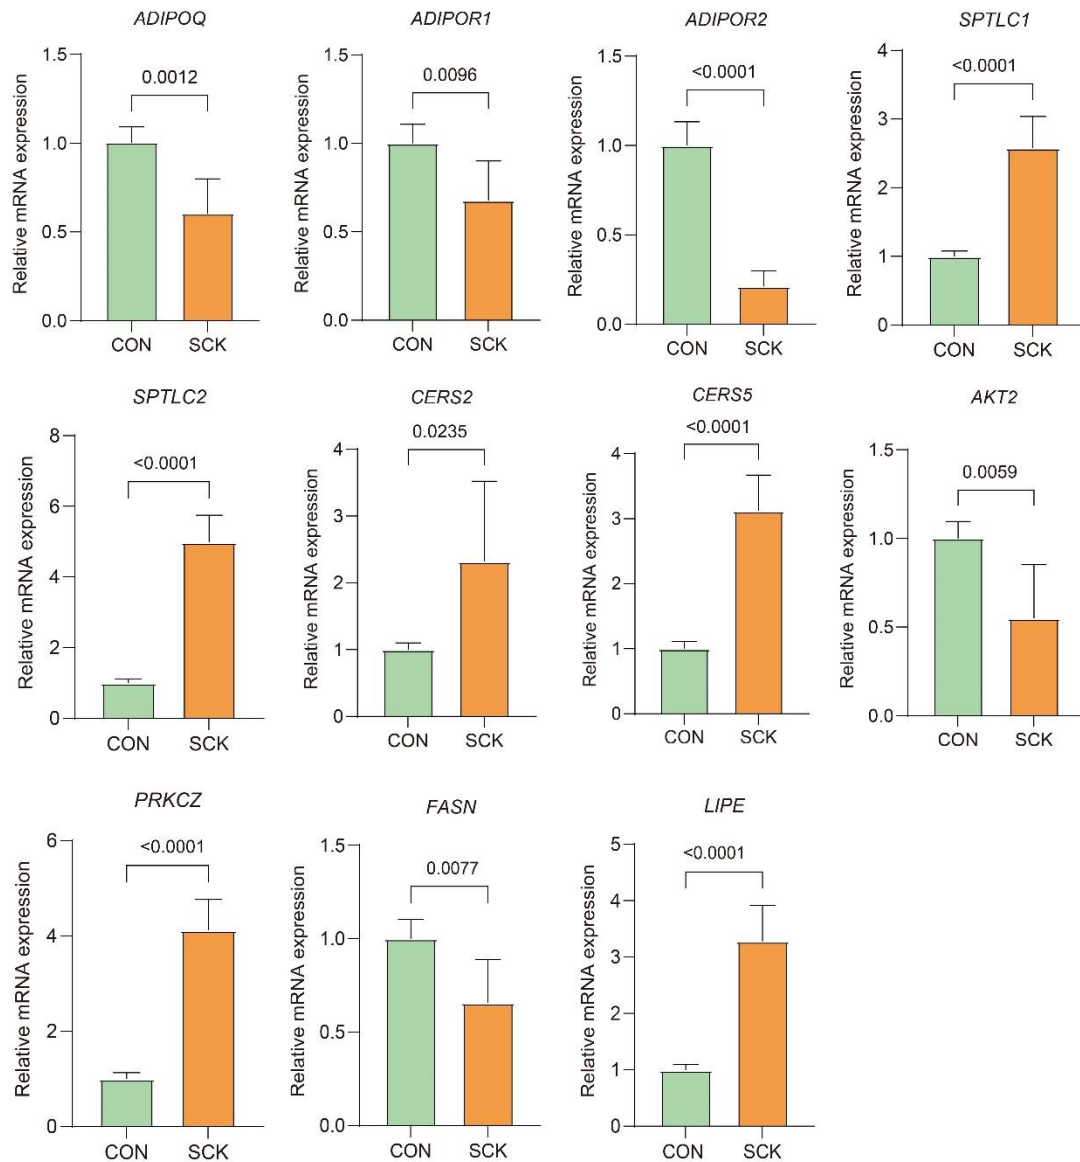 ADIPOQ
Relative mRNA expression
1.5
1.0
0.5
0.0
0.0012
CON SCK
ADIPOR1
Relative mRNA expression
1.5
1.0
0.5
0.0
0.0096
CON SCK
ADIPOR2
Relative mRNA expression
1.5
1.0
0.5
0.0
<0.0001
CON SCK
SPTLC1
Relative mRNA expression
4
3
2
1
0
<0.0001
CON SCK
SPTLC2
Relative mRNA expression
8
6
4
2
0
<0.0001
CON SCK
CERS2
Relative mRNA expression
4
3
2
1
0
0.0235
CON SCK
CERS5
Relative mRNA expression
4
3
2
1
0
<0.0001
CON SCK
AKT2
Relative mRNA expression
1.5
1.0
0.5
0.0
0.0059
CON SCK
PRKCZ
Relative mRNA expression
6
4
2
0
<0.0001
CON SCK
FASN
Relative mRNA expression
1.5
1.0
0.5
0.0
0.0077
CON SCK
LIPE
Relative mRNA expression
5
4
3
2
1
0
<0.0001
CON SCK